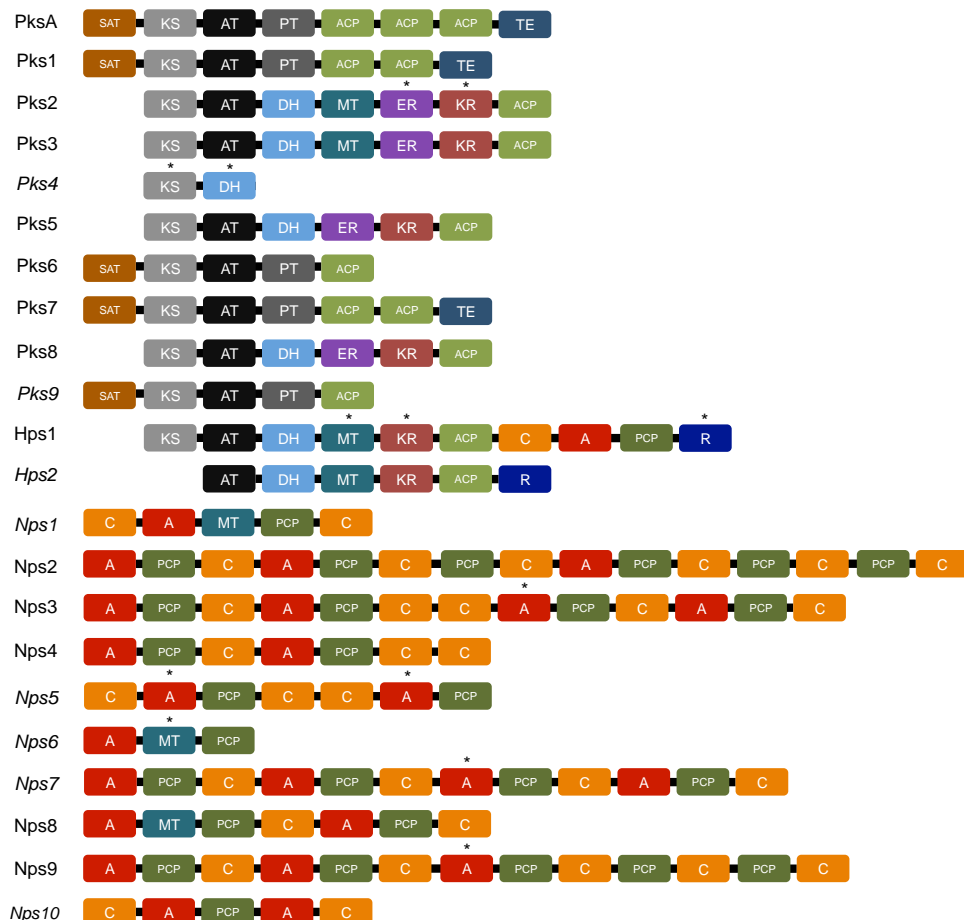 PksA SAT KS AT PT ACP ACP ACP TE
Pks1 SAT KS AT PT ACP ACP TE
* *
Pks2 KS AT DH MT ER KR ACP
Pks3 KS AT DH MT ER KR ACP
* *
Pks4 KS DH
Pks5 KS AT DH ER KR ACP
Pks6 SAT KS AT PT ACP
Pks7 SAT KS AT PT ACP ACP TE
Pks8 KS AT DH ER KR ACP
Pks9 SAT KS AT PT ACP
* * *
Hps1 KS AT DH MT KR ACP C A PCP R
Hps2 AT DH MT KR ACP R
Nps1 C A MT PCP C
Nps2 A PCP C A PCP C PCP C A PCP C PCP C PCP C
*
Nps3 A PCP C A PCP C C A PCP C A PCP C
Nps4 A PCP C A PCP C C
* *
Nps5 C A PCP C C A PCP
*
Nps6 A MT PCP
*
Nps7 A PCP C A PCP C A PCP C A PCP C
Nps8 A MT PCP C A PCP C
*
Nps9 A PCP C A PCP C A PCP C PCP C PCP C
Nps10 C A PCP A C